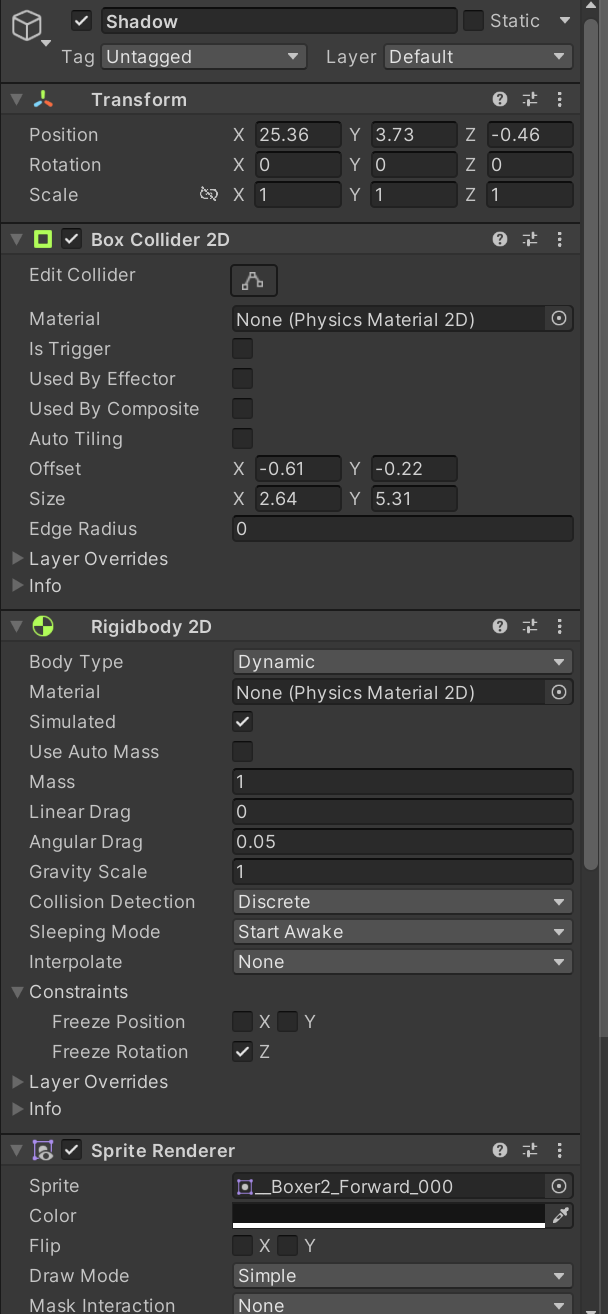 Shadow Static
Tag Untagged Layer Default
Transform
Position X 25.36 Y 3.73 Z -0.46
Rotation X 0 Y 0 Z 0
Scale X 1 Y 1 Z 1
Box Collider 2D
Edit Collider
Material None (Physics Material 2D)
Is Trigger
Used By Effector
Used By Composite
Auto Tiling
Offset X -0.61 Y -0.22
Size X 2.64 Y 5.31
Edge Radius 0
Layer Overrides
Info
Rigidbody 2D
Body Type Dynamic
Material None (Physics Material 2D)
Simulated
Use Auto Mass
Mass 1
Linear Drag 0
Angular Drag 0.05
Gravity Scale 1
Collision Detection Discrete
Sleeping Mode Start Awake
Interpolate None
Constraints
Freeze Position X Y
Freeze Rotation Z
Layer Overrides
Info
Sprite Renderer
Sprite __Boxer2_Forward_000
Color
Flip X Y
Draw Mode Simple
Mask Interaction None